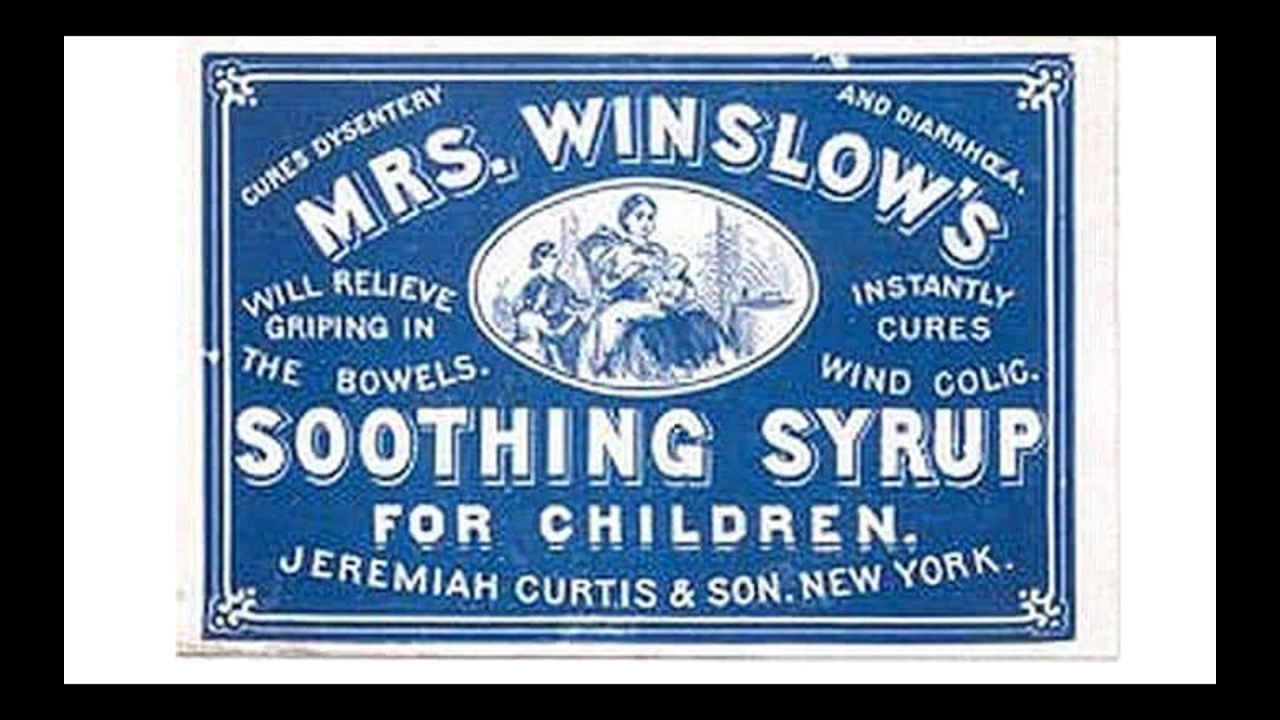 CURES DYSENTERY
AND DIARRHŒA.
MRS. WINSLOW'S
WILL RELIEVE
GRIPING IN
THE BOWELS.
INSTANTLY
CURES
WIND COLIC.
SOOTHING SYRUP
FOR CHILDREN.
JEREMIAH CURTIS & SON. NEW YORK.